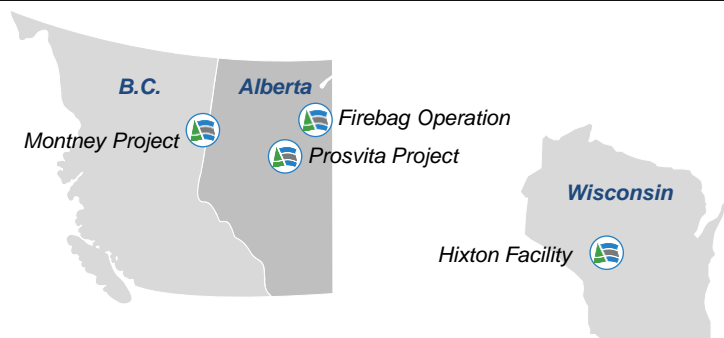 B.C.
Alberta
Firebag Operation
Montney Project
Prosvita Project
Wisconsin
Hixton Facility